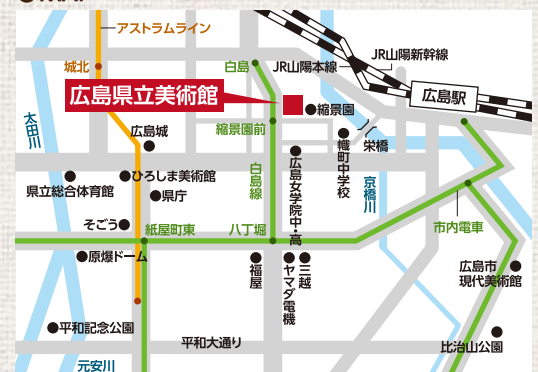 アストラムライン
JR山陽新幹線
城北
白島
JR山陽本線
広島県立美術館
広島駅
縮景園
太田川
広島城
縮景園前
栄橋
幟町中学校
広島女学院中・高
ひろしま美術館
白島線
京橋川
県立総合体育館
県庁
そごう
紙屋町東
八丁堀
市内電車
原爆ドーム
福屋
ヤマダ電機
三越
広島市
現代美術館
平和記念公園
平和大通り
比治山公園
元安川